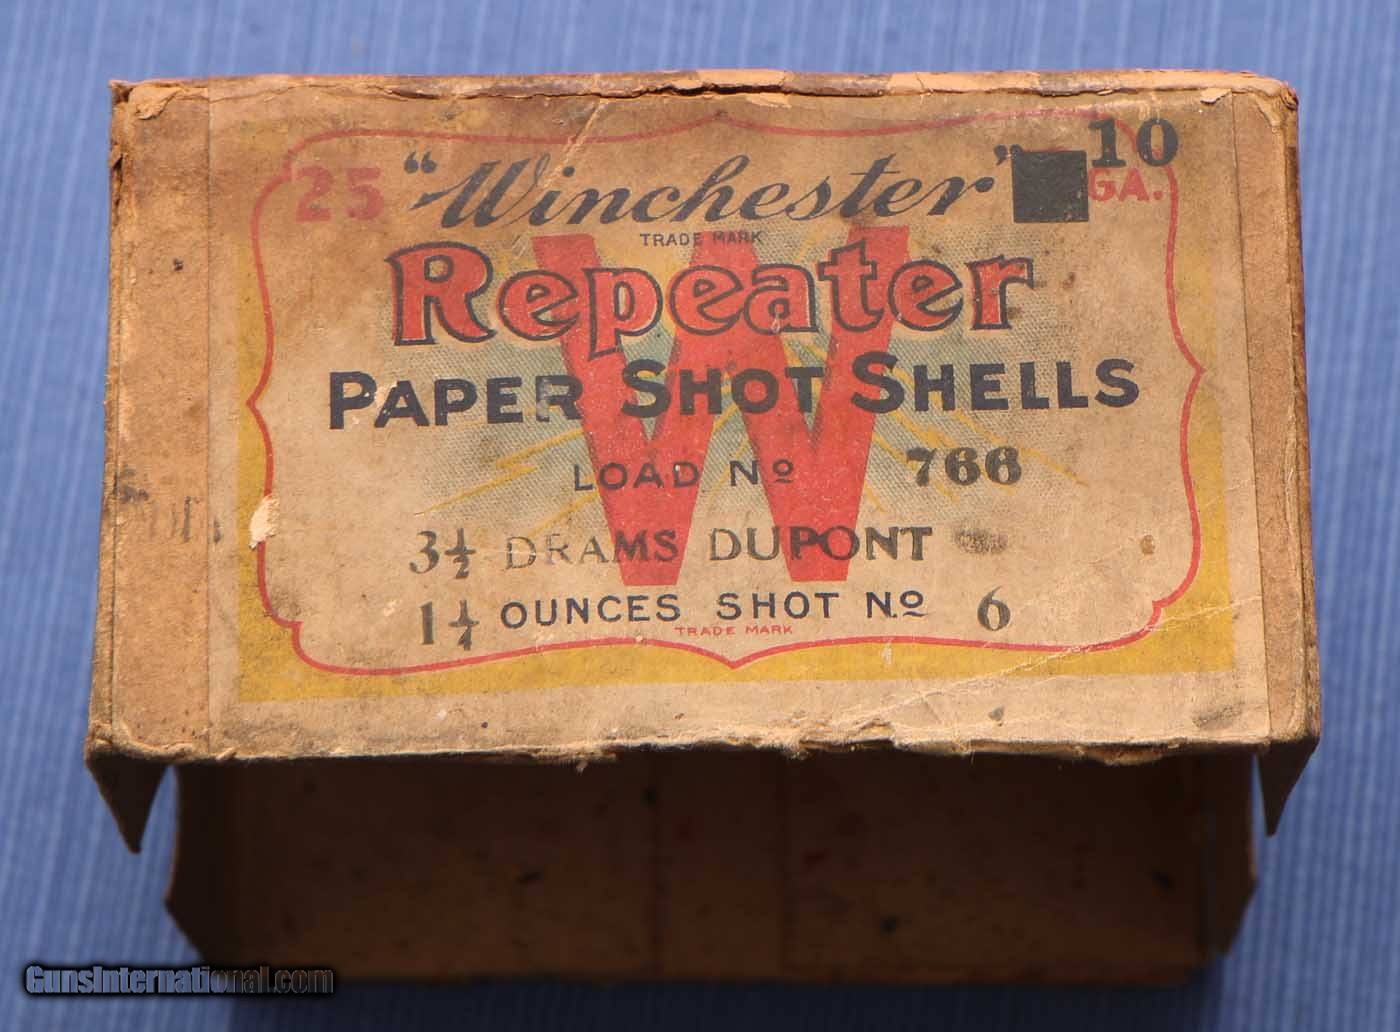 25 "Winchester" 10 GA.
TRADE MARK
Repeater
PAPER SHOT SHELLS
LOAD No 766
3½ DRAMS DUPONT
1¼ OUNCES SHOT No 6
TRADE MARK
W
GunsInternational.com